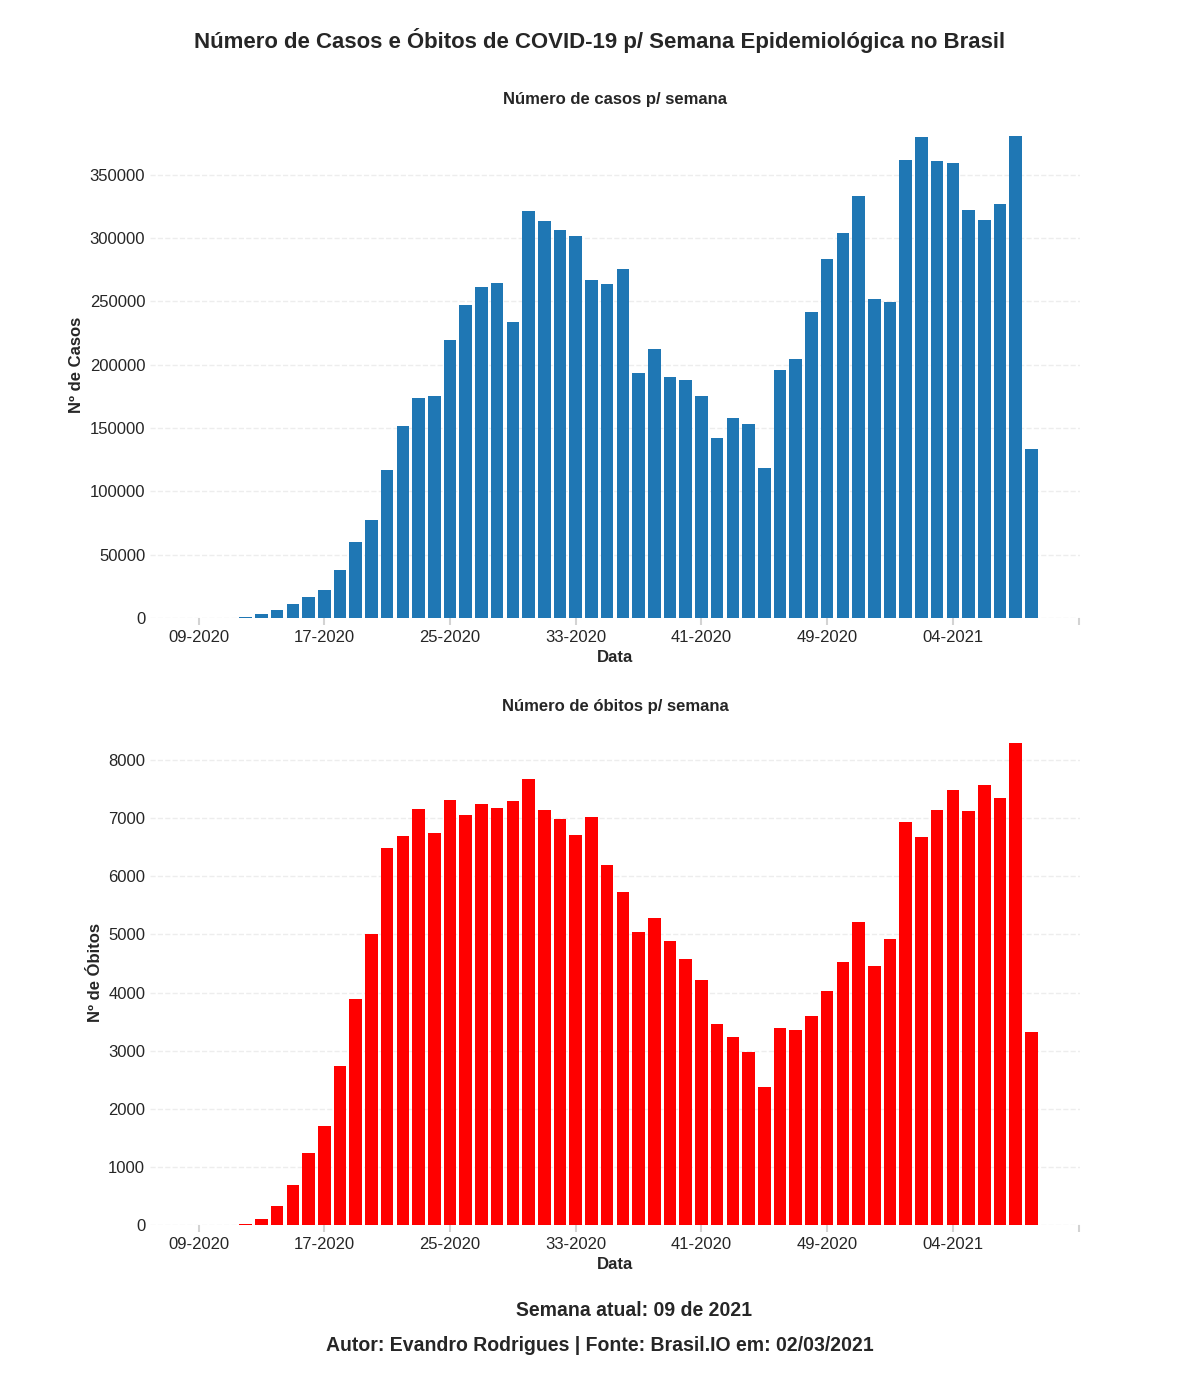 Número de Casos e Óbitos de COVID-19 p/ Semana Epidemiológica no Brasil
Número de casos p/ semana
350000
300000
250000
200000
150000
100000
50000
0
Nº de Casos
09-2020 17-2020 25-2020 33-2020 41-2020 49-2020 04-2021
Data
Número de óbitos p/ semana
8000
7000
6000
5000
4000
3000
2000
1000
0
Nº de Óbitos
09-2020 17-2020 25-2020 33-2020 41-2020 49-2020 04-2021
Data
Semana atual: 09 de 2021
Autor: Evandro Rodrigues | Fonte: Brasil.IO em: 02/03/2021